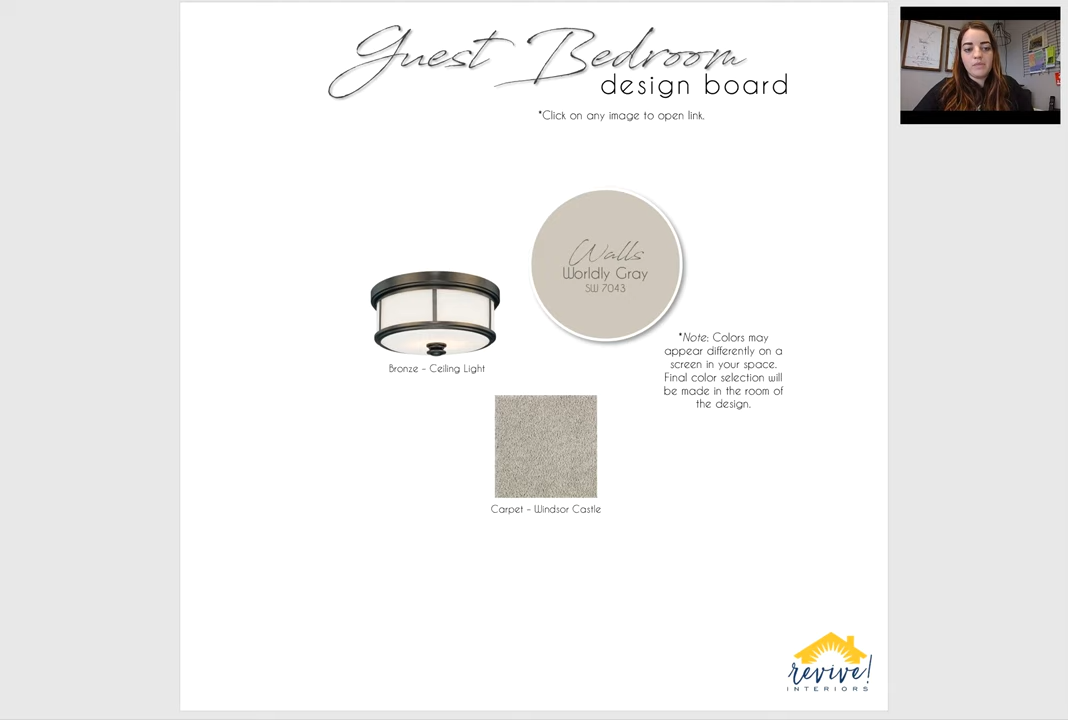 Guest Bedroom
design board
*Click on any image to open link.
Walls
Worldly Gray
SW 7043
*Note: Colors may
appear differently on a
screen in your space.
Final color selection will
be made in the room of
the design.
Bronze - Ceiling Light
Carpet - Windsor Castle
revive!
INTERIORS